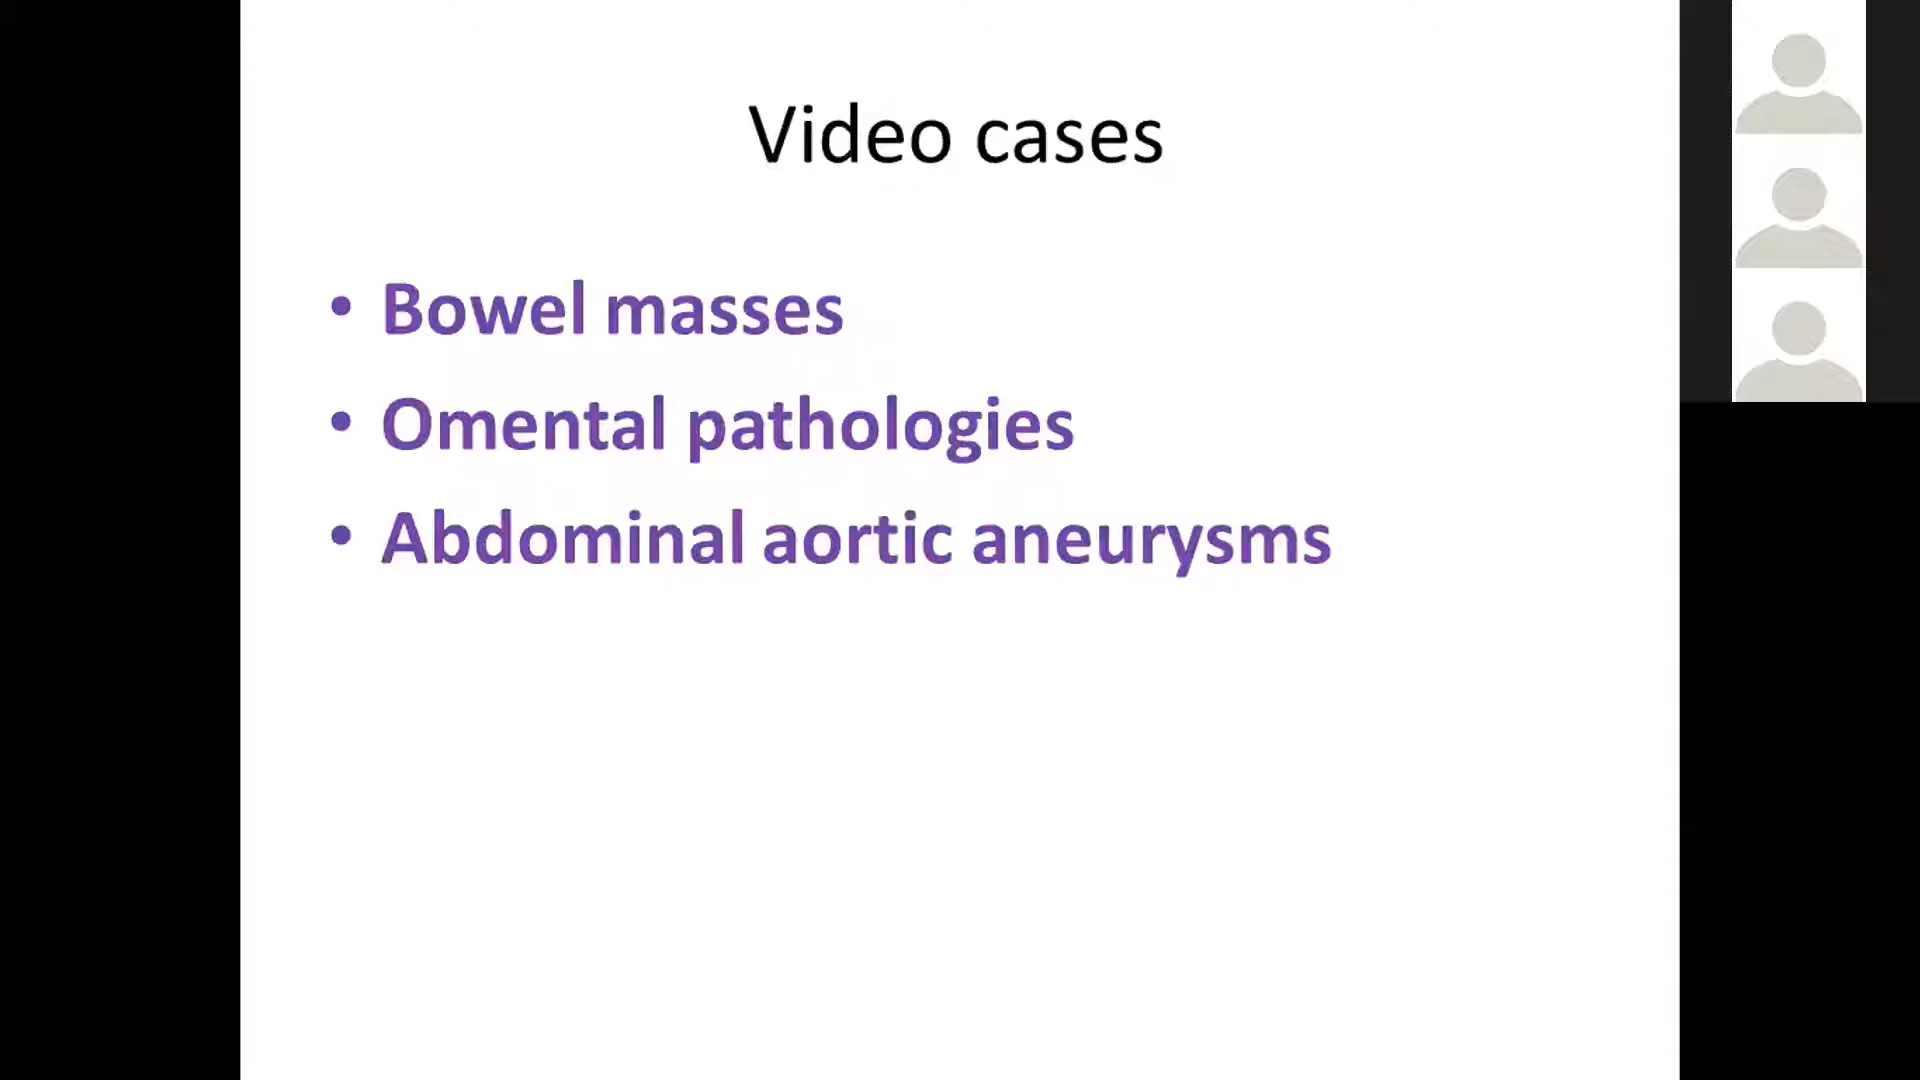 Video cases
• Bowel masses
• Omental pathologies
• Abdominal aortic aneurysms